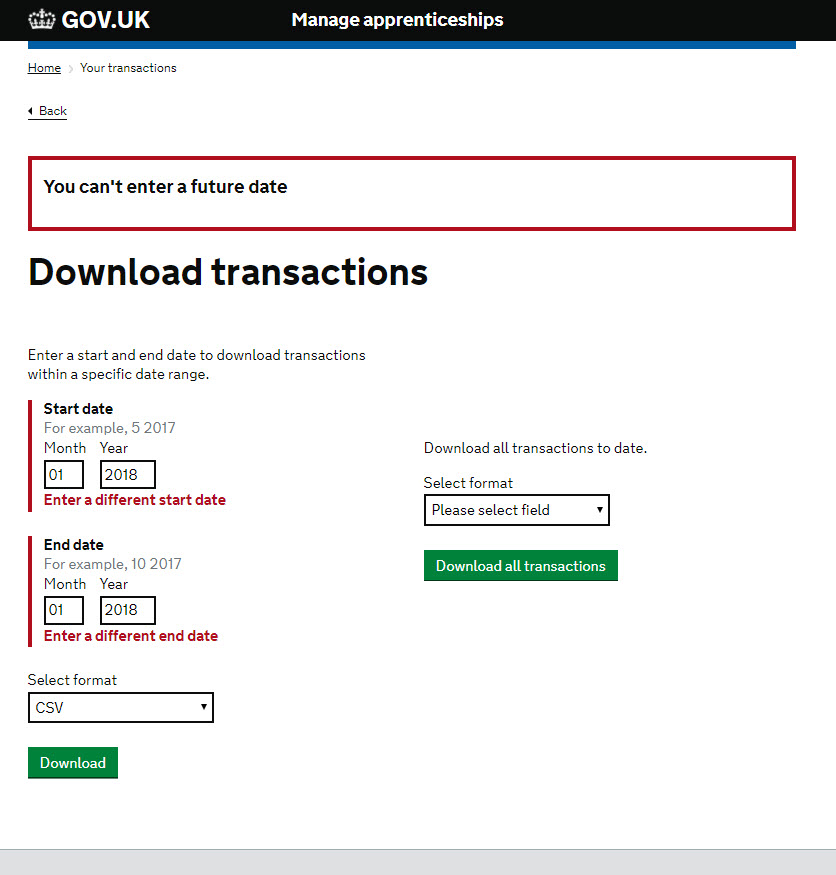 GOV.UK
Manage apprenticeships
Home
Your transactions
Back
You can't enter a future date
Download transactions
Enter a start and end date to download transactions
within a specific date range.
Start date
For example, 5 2017
Month Year
01 2018
Enter a different start date
End date
For example, 10 2017
Month Year
01 2018
Enter a different end date
Select format
CSV
Download
Download all transactions to date.
Select format
Please select field
Download all transactions